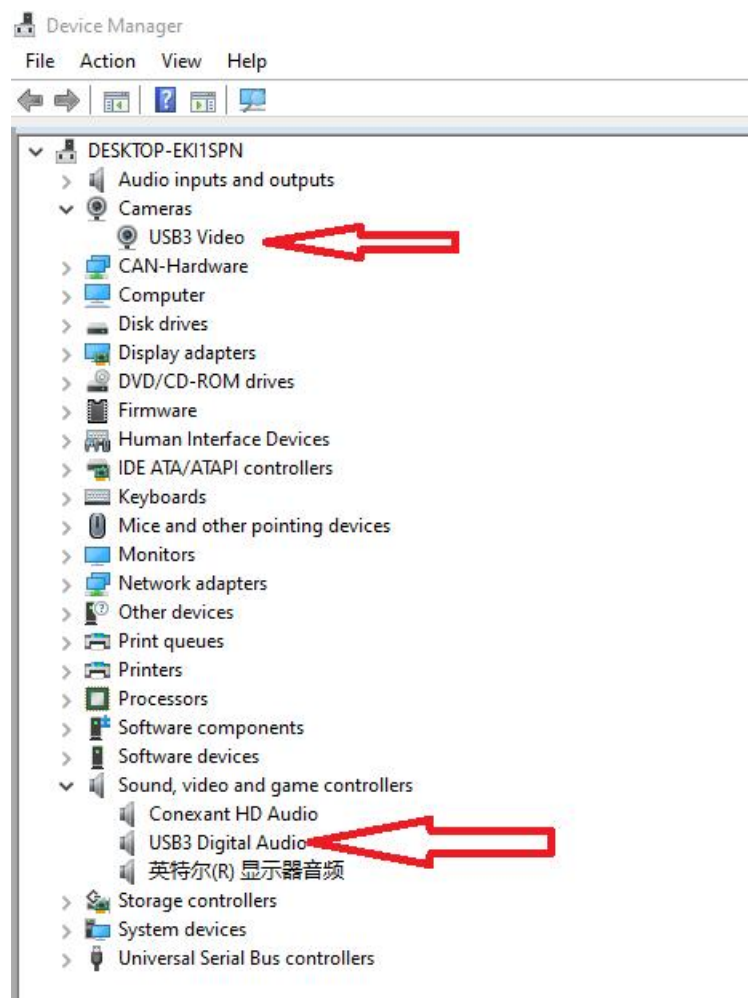 Device Manager
File Action View Help
DESKTOP-EKI1SPN
Audio inputs and outputs
Cameras
USB3 Video
CAN-Hardware
Computer
Disk drives
Display adapters
DVD/CD-ROM drives
Firmware
Human Interface Devices
IDE ATA/ATAPI controllers
Keyboards
Mice and other pointing devices
Monitors
Network adapters
Other devices
Print queues
Printers
Processors
Software components
Software devices
Sound, video and game controllers
Conexant HD Audio
USB3 Digital Audio
英特尔(R) 显示器音频
Storage controllers
System devices
Universal Serial Bus controllers